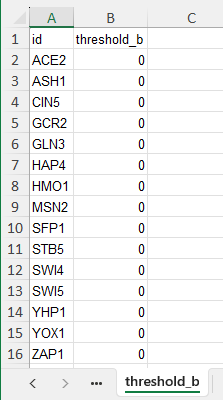 A B C
1 id threshold_b
2 ACE2 0
3 ASH1 0
4 CIN5 0
5 GCR2 0
6 GLN3 0
7 HAP4 0
8 HMO1 0
9 MSN2 0
10 SFP1 0
11 STB5 0
12 SWI4 0
13 SWI5 0
14 YHP1 0
15 YOX1 0
16 ZAP1 0
threshold_b